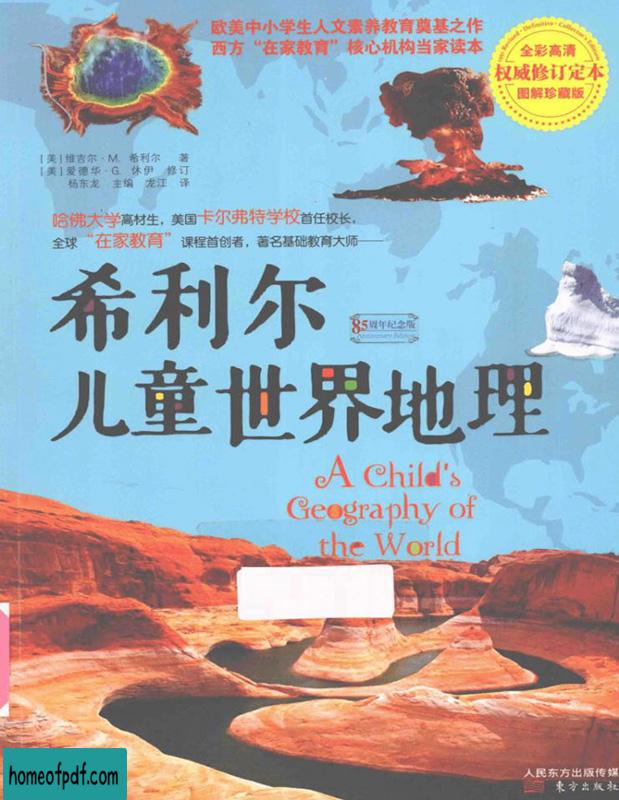 欧美中小学生人文素养教育奠基之作
西方“在家教育”核心机构当家读本
全彩高清
权威修订定本
图解珍藏版
[美]维吉尔·M.希利尔 著
[美]爱德华·G.休伊 修订
杨东龙 主编 龙江 译
哈佛大学高材生，美国卡尔弗特学校首任校长，
全球“在家教育”课程首创者，著名基础教育大师——
希利尔
85周年纪念版
Anniversary Edition
儿童世界地理
A Child's
Geography of
the World
人民东方出版传媒
东方出版社
homeofpdf.com